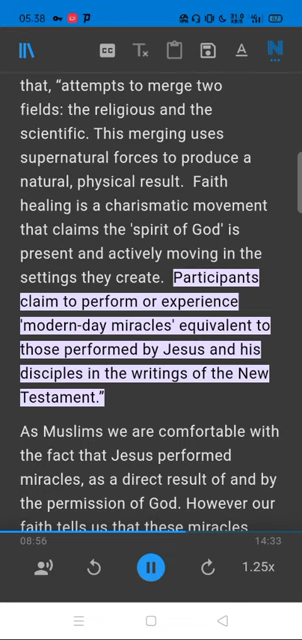 05.38
CC
that, “attempts to merge two
fields: the religious and the
scientific. This merging uses
supernatural forces to produce a
natural, physical result.  Faith
healing is a charismatic movement
that claims the 'spirit of God' is
present and actively moving in the
settings they create.  Participants
claim to perform or experience
'modern-day miracles' equivalent to
those performed by Jesus and his
disciples in the writings of the New
Testament.”
As Muslims we are comfortable with
the fact that Jesus performed
miracles, as a direct result of and by
the permission of God. However our
faith tells us that these miracles
08:56 14:33
1.25x